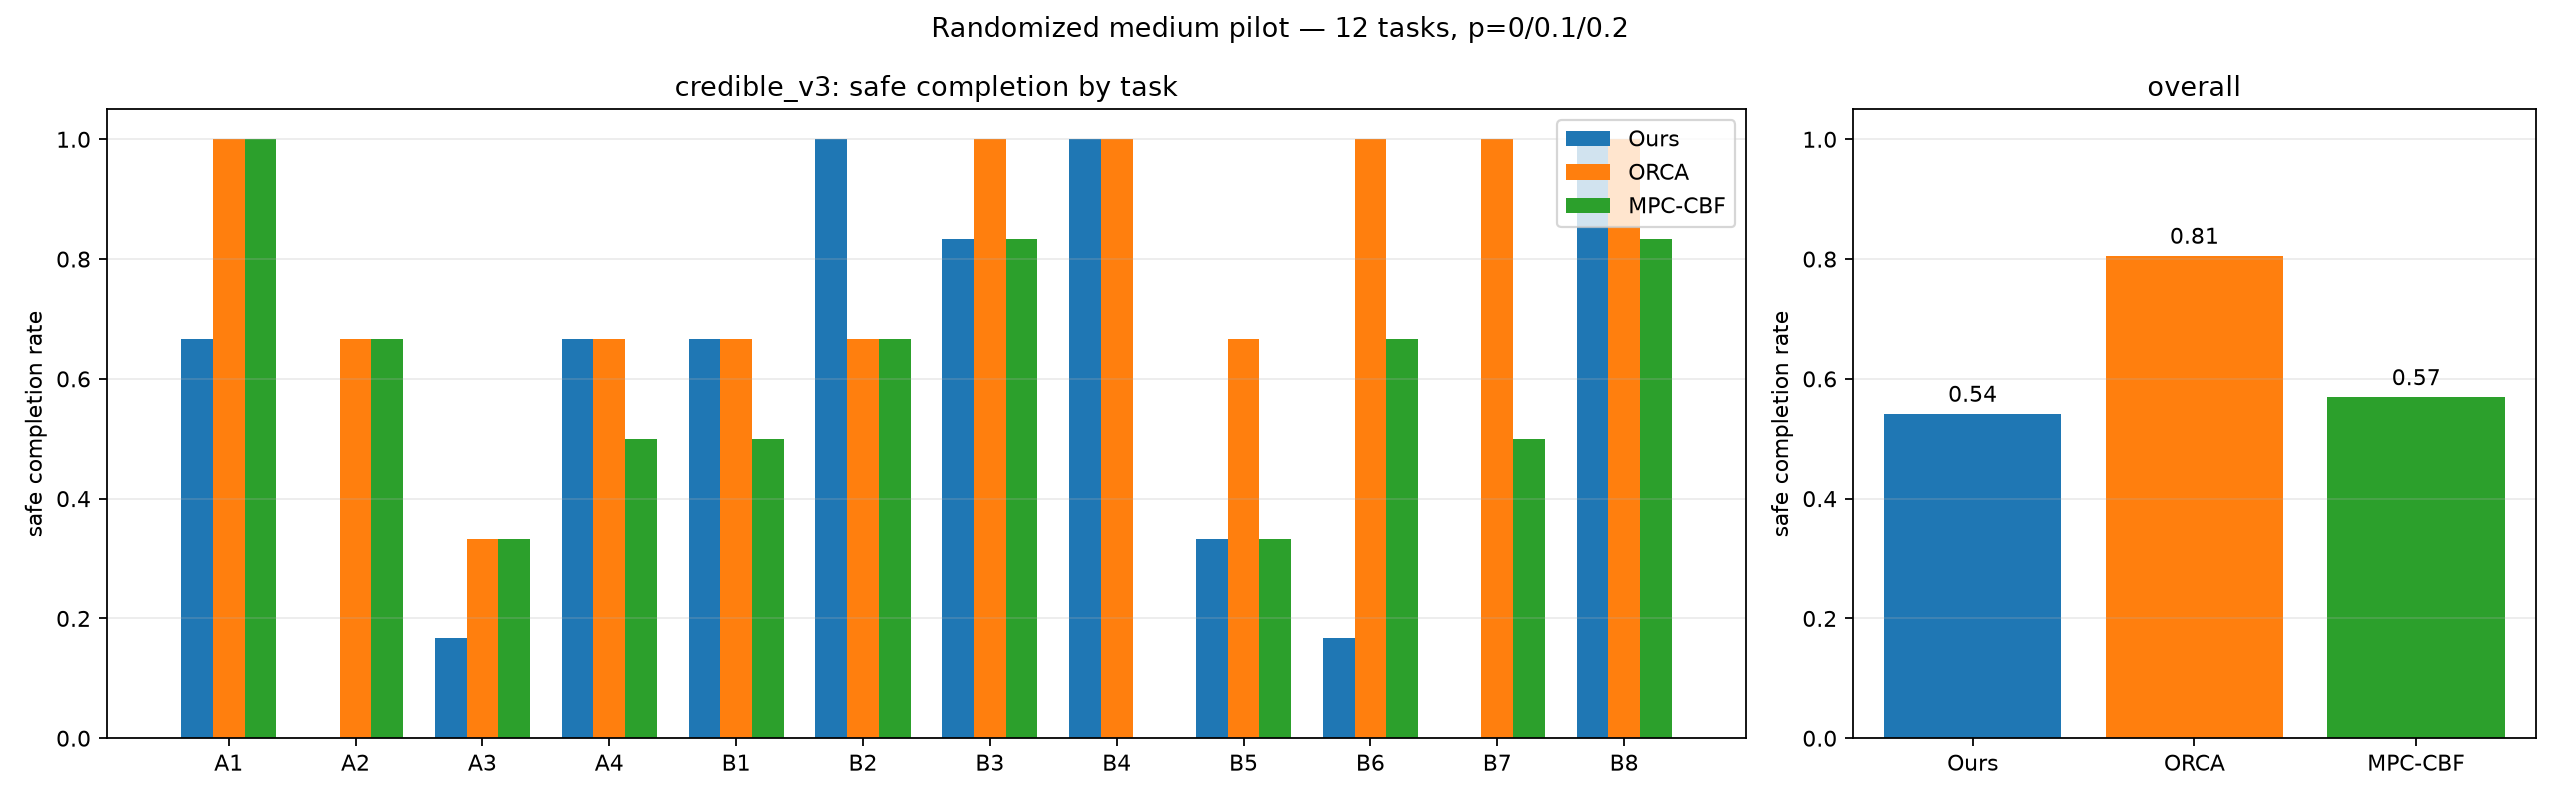 Randomized medium pilot — 12 tasks, p=0/0.1/0.2
credible_v3: safe completion by task
safe completion rate
1.0
0.8
0.6
0.4
0.2
0.0
A1 A2 A3 A4 B1 B2 B3 B4 B5 B6 B7 B8
Ours
ORCA
MPC-CBF
overall
safe completion rate
1.0
0.8
0.6
0.4
0.2
0.0
0.54
0.81
0.57
Ours ORCA MPC-CBF